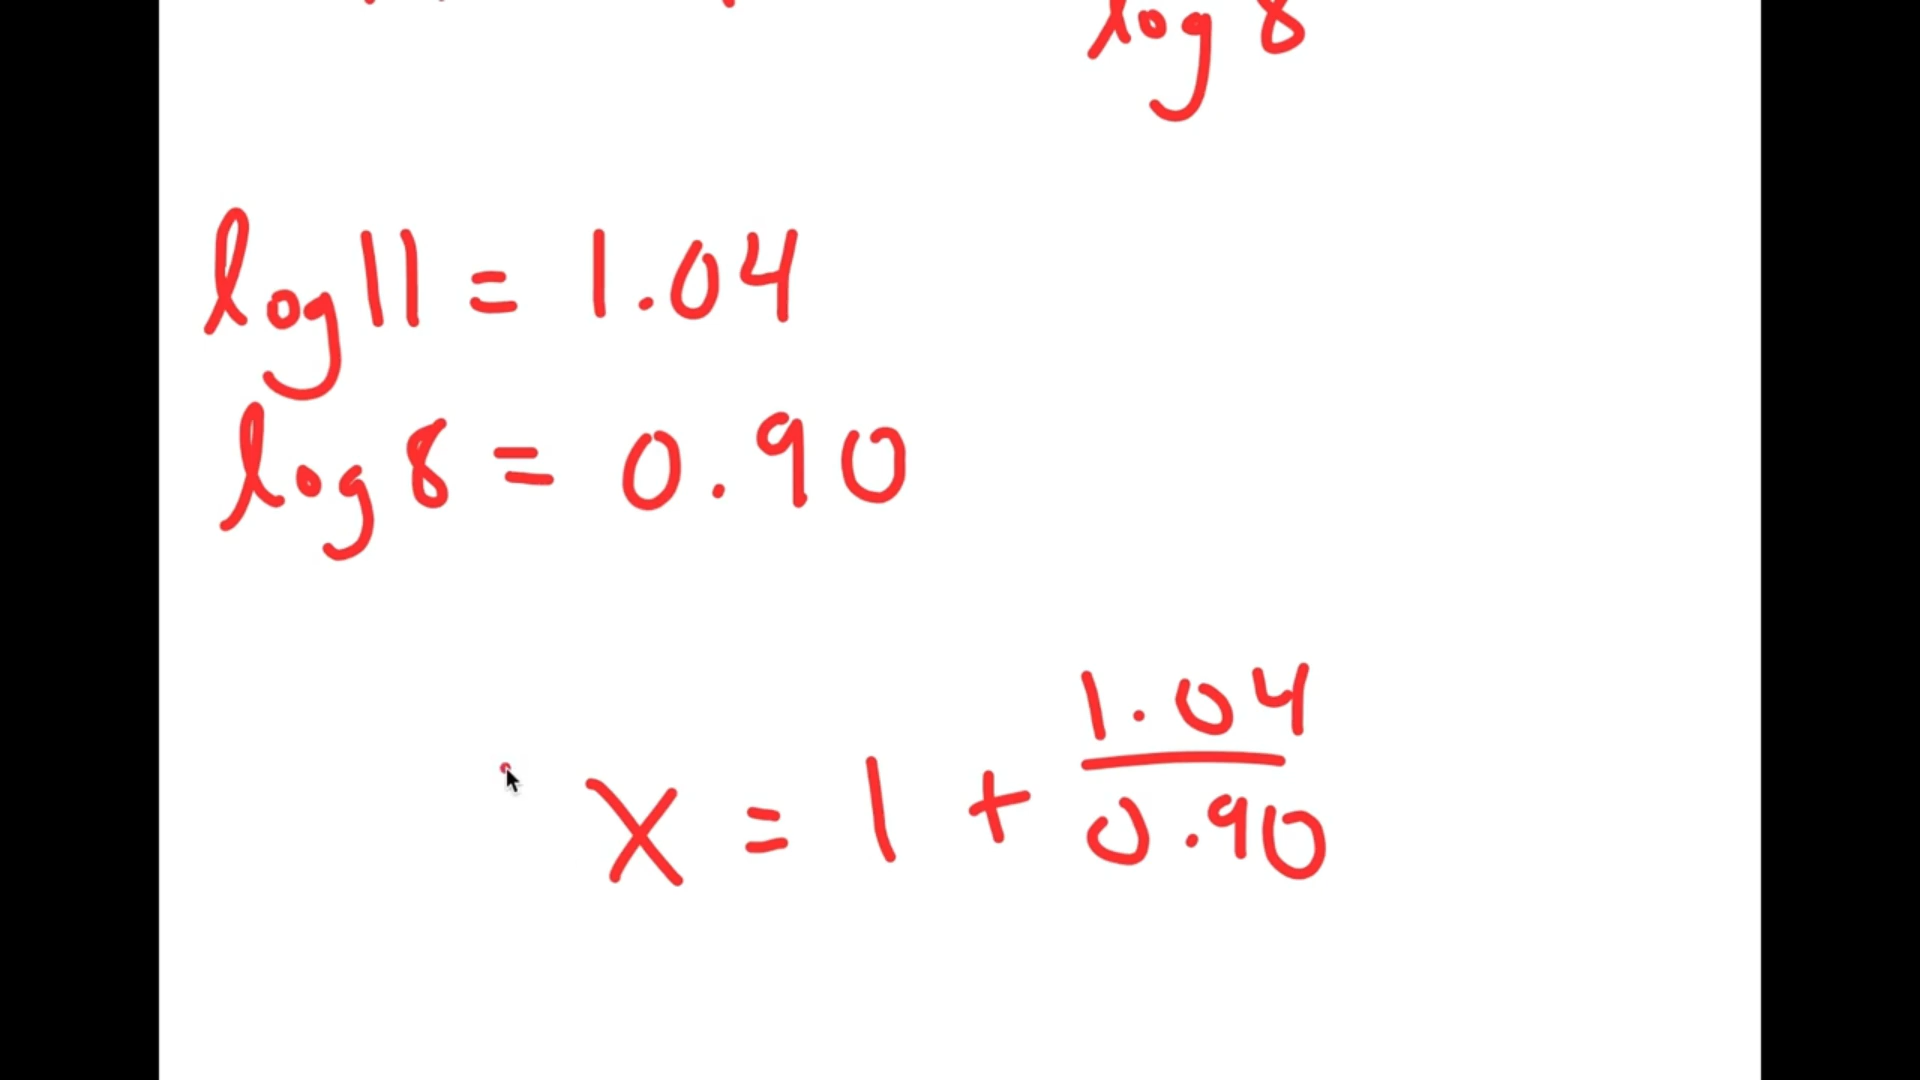 log 8
log 11 = 1.04
log 8 = 0.90
x = 1 + 1.04/0.90